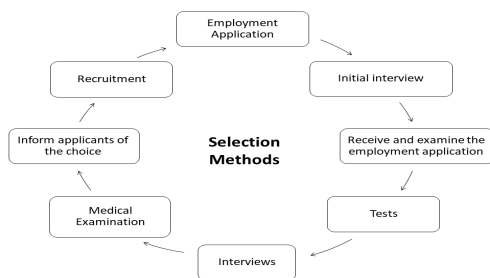 Employment
Application
Initial interview
Receive and examine the
employment application
Tests
Interviews
Medical
Examination
Inform applicants of
the choice
Recruitment
Selection
Methods